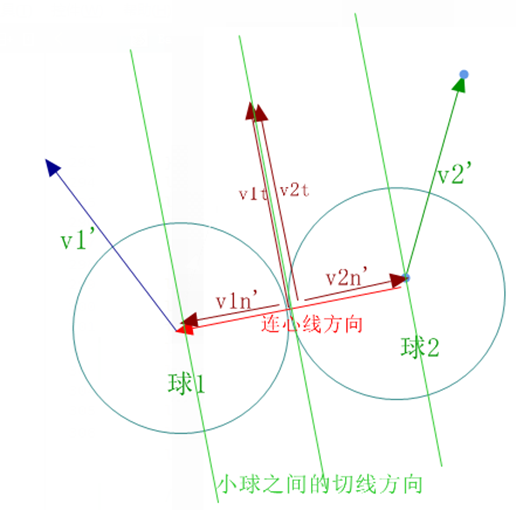 v2'
v1t
v2t
v1'
v2n'
v1n'
连心线方向
球2
球1
小球之间的切线方向